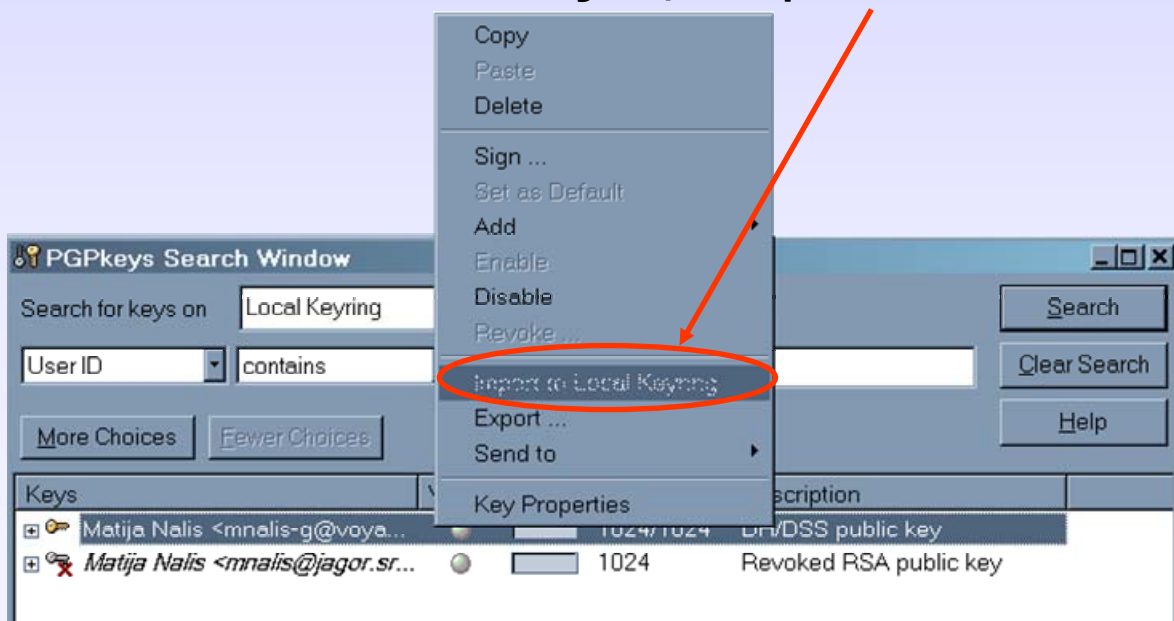 Copy
Paste
Delete
Sign ...
Set as Default
Add
Enable
Disable
Revoke ...
Import to Local Keyring
Export ...
Send to
Key Properties
PGPkeys Search Window
Search for keys on Local Keyring Search
User ID contains Clear Search
More Choices Fewer Choices Help
Keys V scription
Matija Nalis <mnalis-g@voya... 1024/1024 DH/DSS public key
Matija Nalis <mnalis@jagor.sr... 1024 Revoked RSA public key